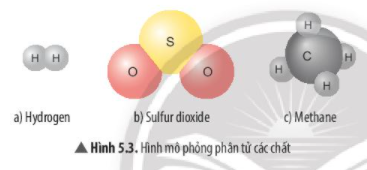 H H
S
O O
H
C
H
H
H
a) Hydrogen b) Sulfur dioxide c) Methane
▲ Hình 5.3. Hình mô phỏng phân tử các chất